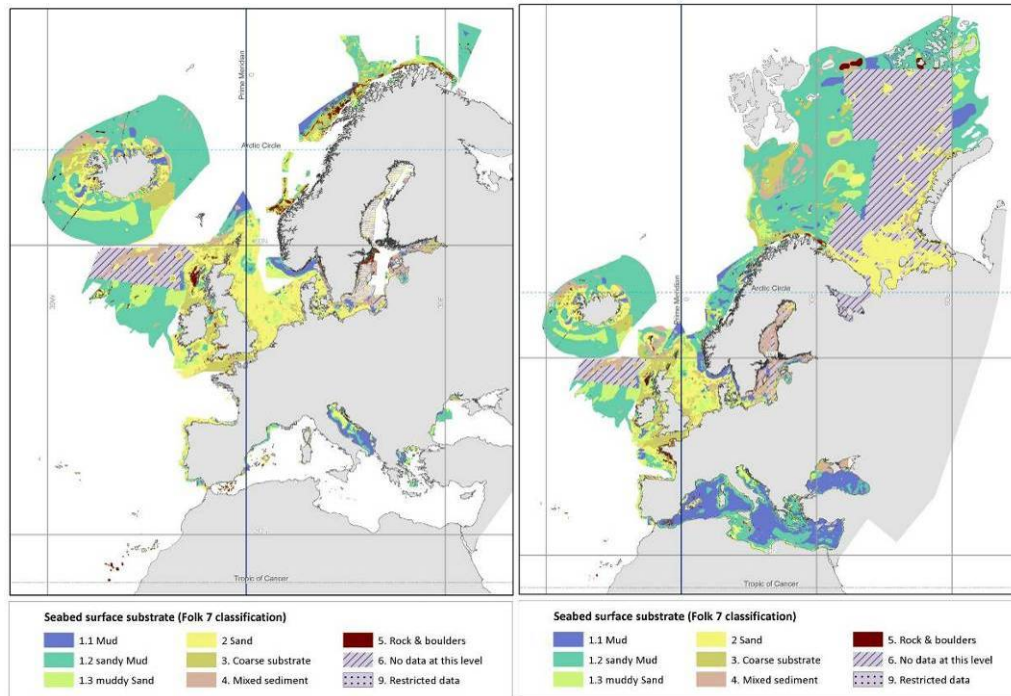 Prime Meridian
0
Arctic Circle
Tropic of Cancer
Seabed surface substrate (Folk 7 classification)
1.1 Mud
2 Sand
5. Rock & boulders
1.2 sandy Mud
3. Coarse substrate
6. No data at this level
1.3 muddy Sand
4. Mixed sediment
9. Restricted data
Prime Meridian
Arctic Circle
Tropic of Cancer
Seabed surface substrate (Folk 7 classification)
1.1 Mud
2 Sand
5. Rock & boulders
1.2 sandy Mud
3. Coarse substrate
6. No data at this level
1.3 muddy Sand
4. Mixed sediment
9. Restricted data